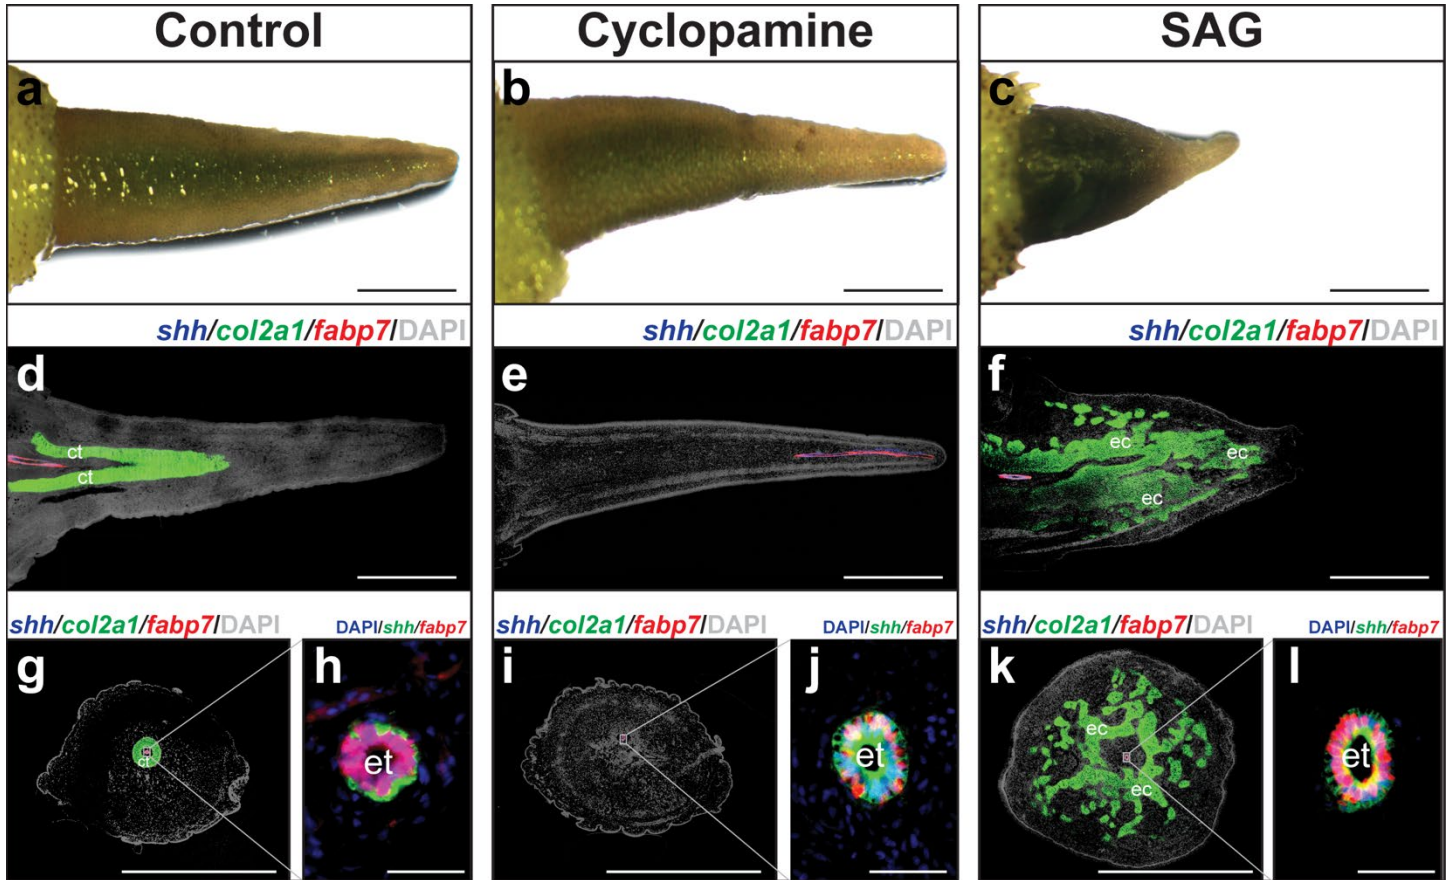 Control
Cyclopamine
SAG
a
b
c
shh/col2a1/fabp7/DAPI
shh/col2a1/fabp7/DAPI
shh/col2a1/fabp7/DAPI
d
ct
ct
e
f
ec
ec
ec
shh/col2a1/fabp7/DAPI
DAPI/shh/fabp7
shh/col2a1/fabp7/DAPI
DAPI/shh/fabp7
shh/col2a1/fabp7/DAPI
DAPI/shh/fabp7
g
ct
h
et
i
j
et
k
ec
ec
l
et